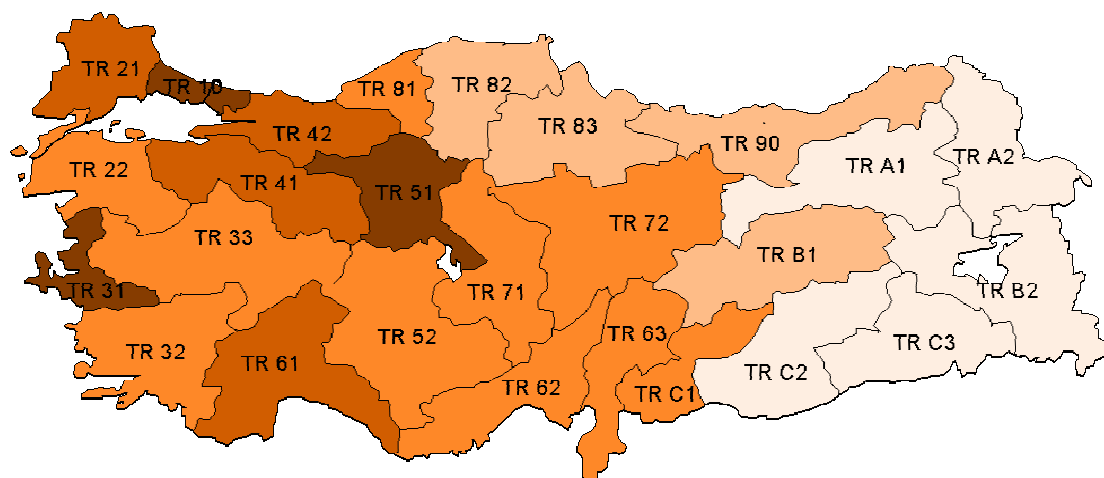 TR 21
TR 10
TR 81
TR 82
TR 42
TR 83
TR 90
TR 22
TR A1
TR A2
TR 41
TR 51
TR 33
TR 72
TR B1
TR 31
TR 71
TR B2
TR 32
TR 52
TR 63
TR C3
TR 61
TR 62
TR C1
TR C2